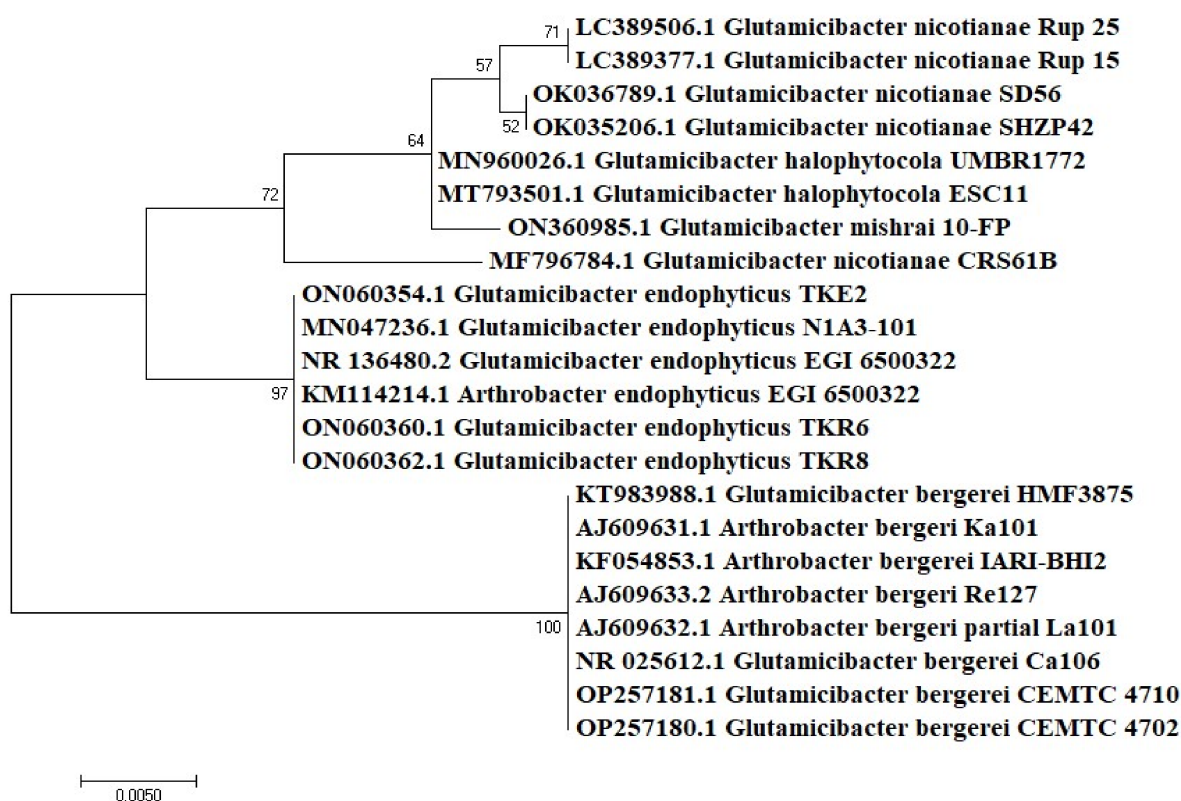 71
LC389506.1 Glutamicibacter nicotianae Rup 25
LC389377.1 Glutamicibacter nicotianae Rup 15
57
OK036789.1 Glutamicibacter nicotianae SD56
52
OK035206.1 Glutamicibacter nicotianae SHZP42
64
MN960026.1 Glutamicibacter halophytocola UMBR1772
MT793501.1 Glutamicibacter halophytocola ESC11
72
ON360985.1 Glutamicibacter mishrai 10-FP
MF796784.1 Glutamicibacter nicotianae CRS61B
ON060354.1 Glutamicibacter endophyticus TKE2
MN047236.1 Glutamicibacter endophyticus N1A3-101
NR 136480.2 Glutamicibacter endophyticus EGI 6500322
97
KM114214.1 Arthrobacter endophyticus EGI 6500322
ON060360.1 Glutamicibacter endophyticus TKR6
ON060362.1 Glutamicibacter endophyticus TKR8
KT983988.1 Glutamicibacter bergerei HMF3875
AJ609631.1 Arthrobacter bergeri Ka101
KF054853.1 Arthrobacter bergerei IARI-BHI2
AJ609633.2 Arthrobacter bergeri Re127
100
AJ609632.1 Arthrobacter bergeri partial La101
NR 025612.1 Glutamicibacter bergerei Ca106
OP257181.1 Glutamicibacter bergerei CEMTC 4710
OP257180.1 Glutamicibacter bergerei CEMTC 4702
0.0050